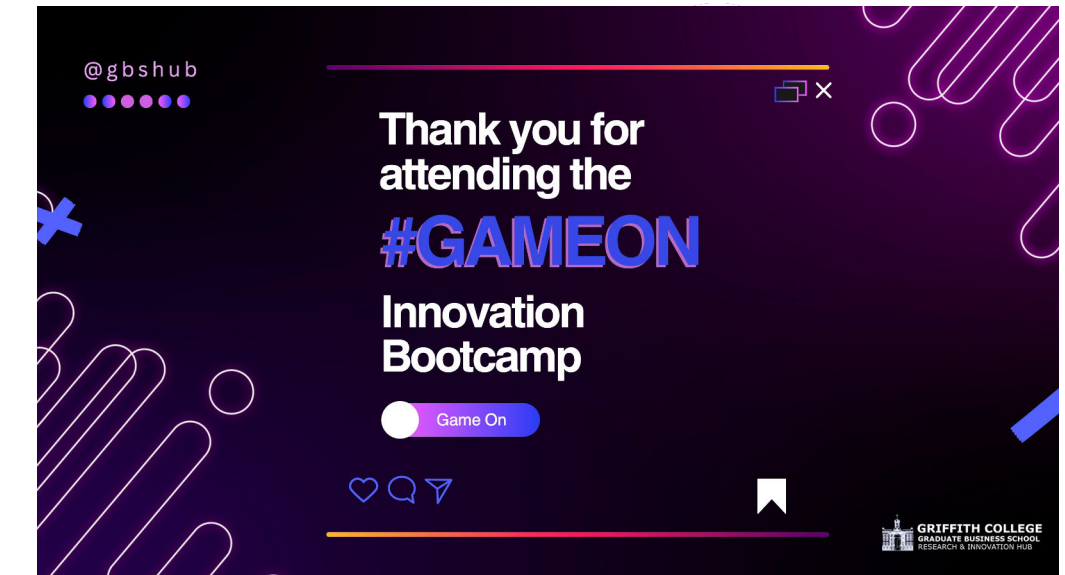 @gbshub
Thank you for
attending the
#GAMEON
Innovation
Bootcamp
Game On
GRIFFITH COLLEGE
GRADUATE BUSINESS SCHOOL
RESEARCH & INNOVATION HUB